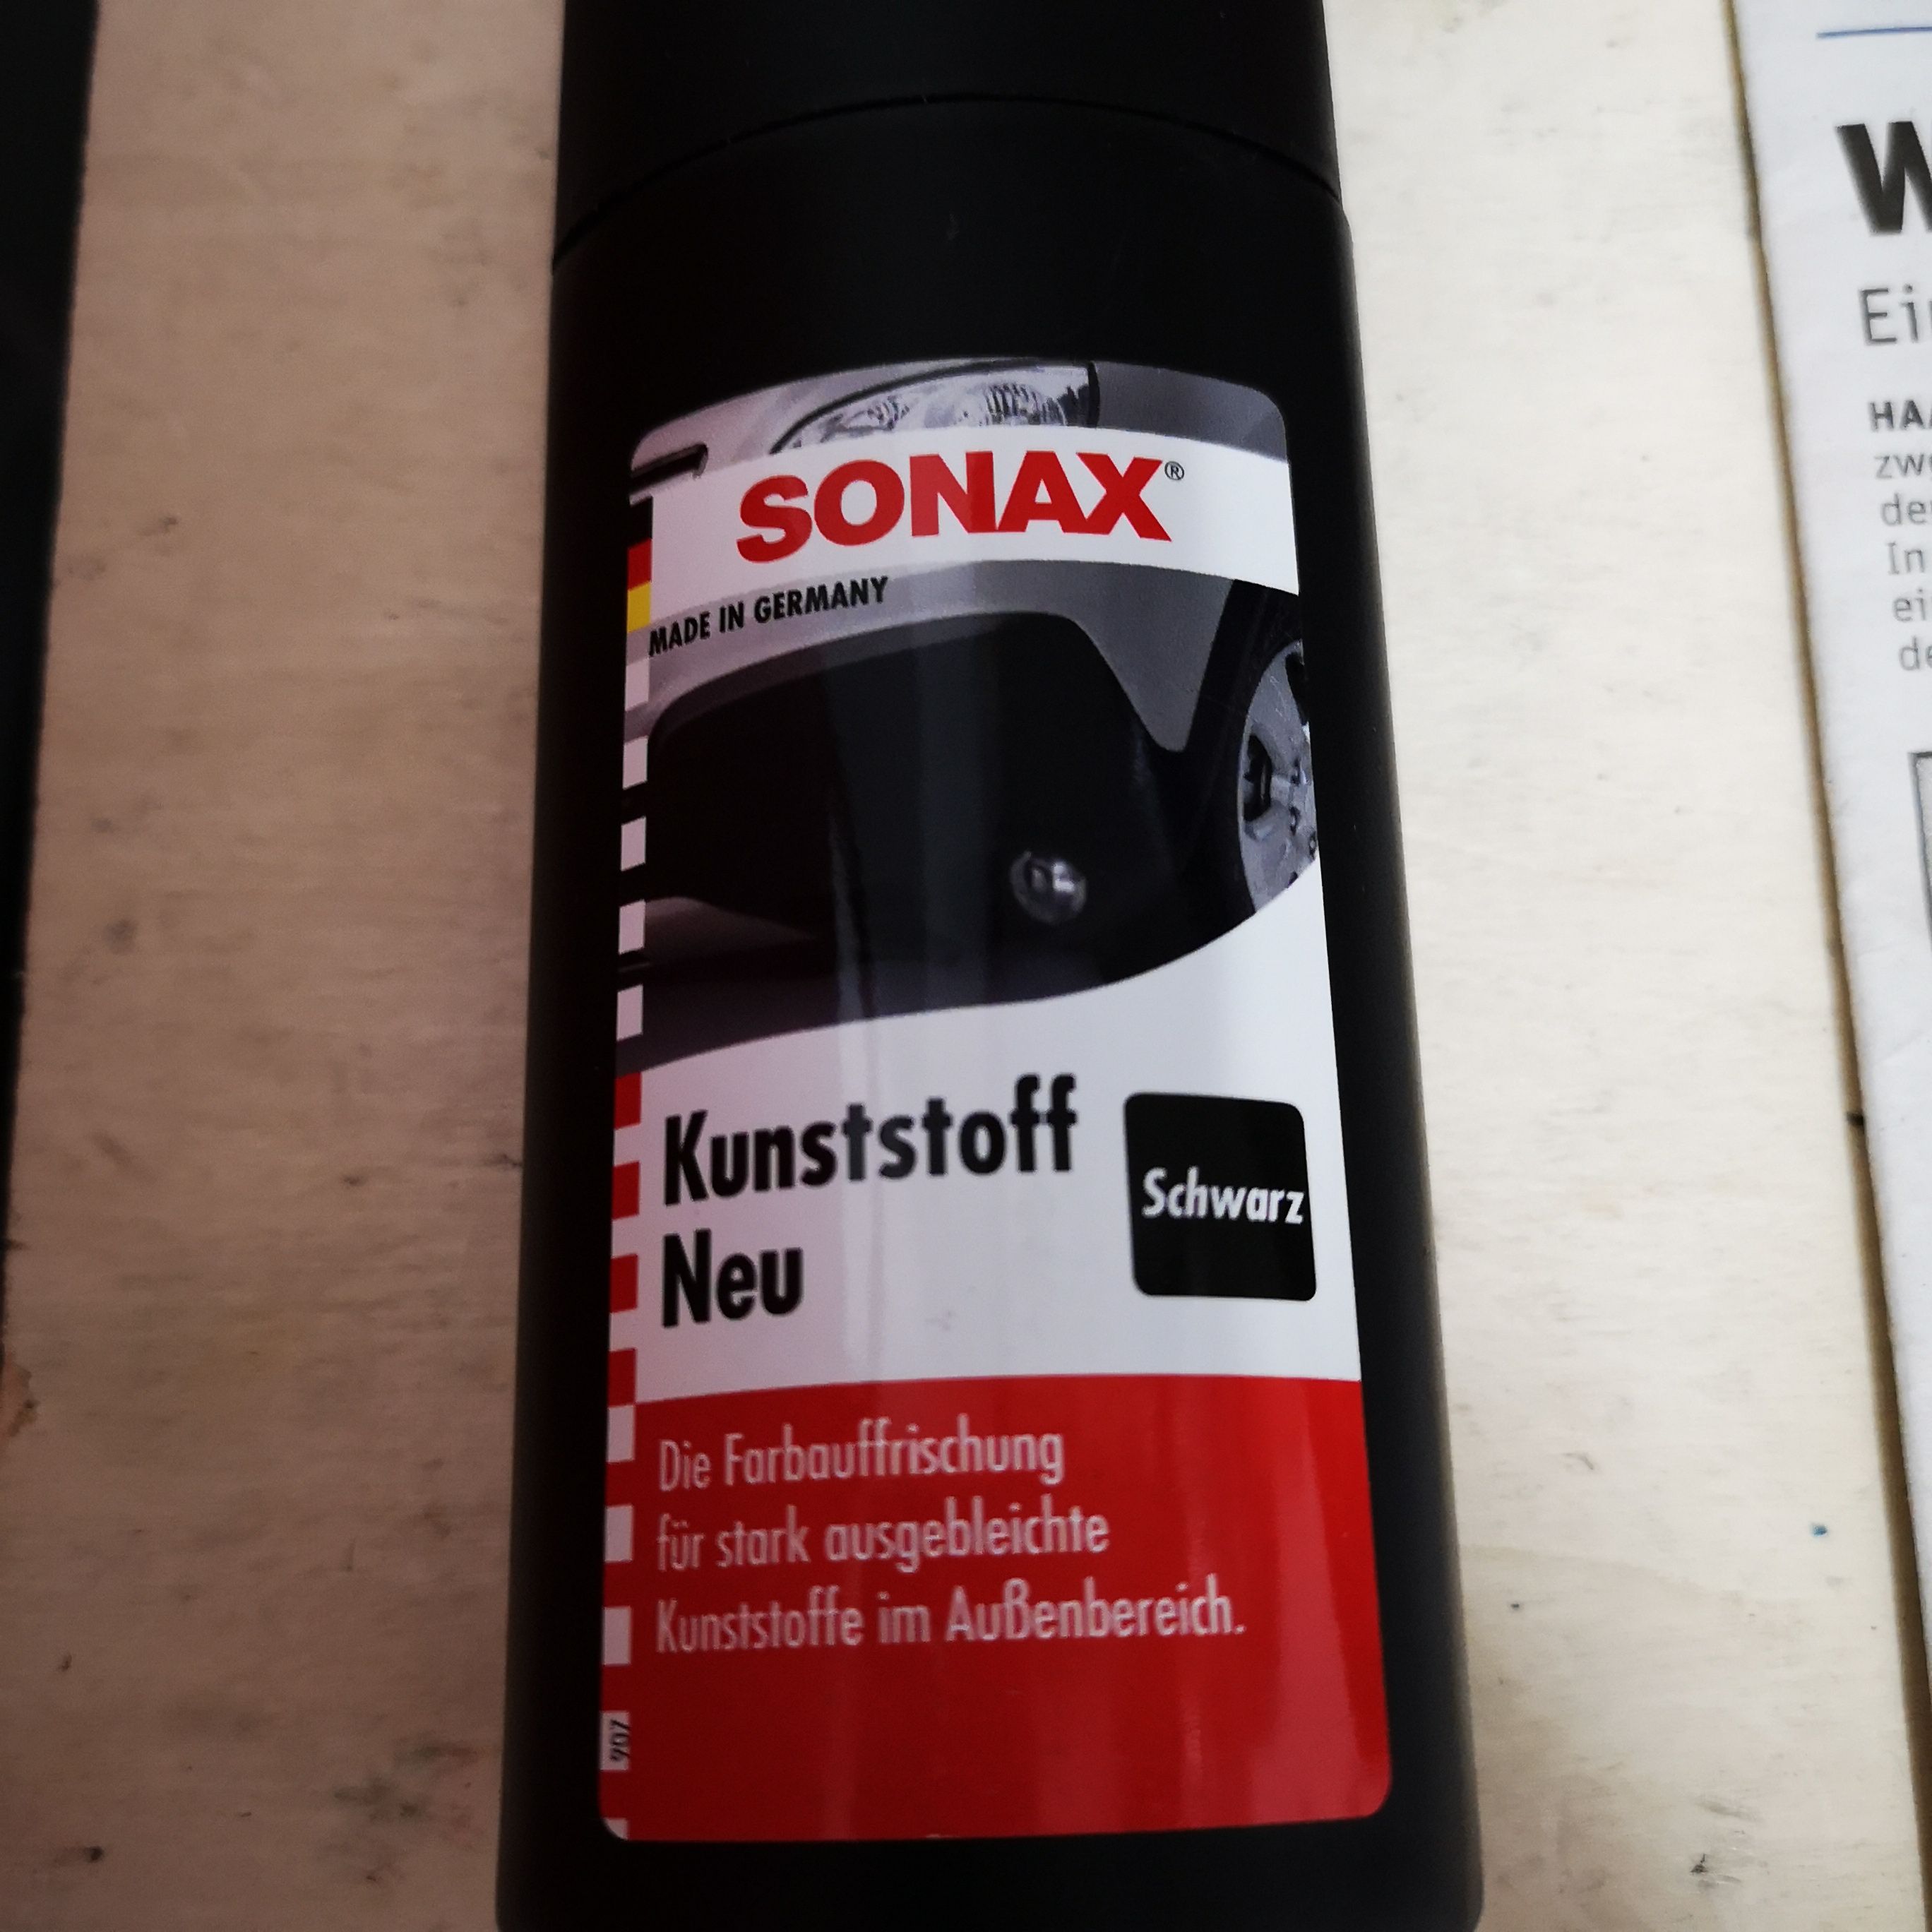 SONAX®
MADE IN GERMANY
Kunststoff
Neu
Schwarz
Die Farbauffrischung
für stark ausgebleichte
Kunststoffe im Außenbereich.
907
W
Ei
HA
zw
de
In
ei
de